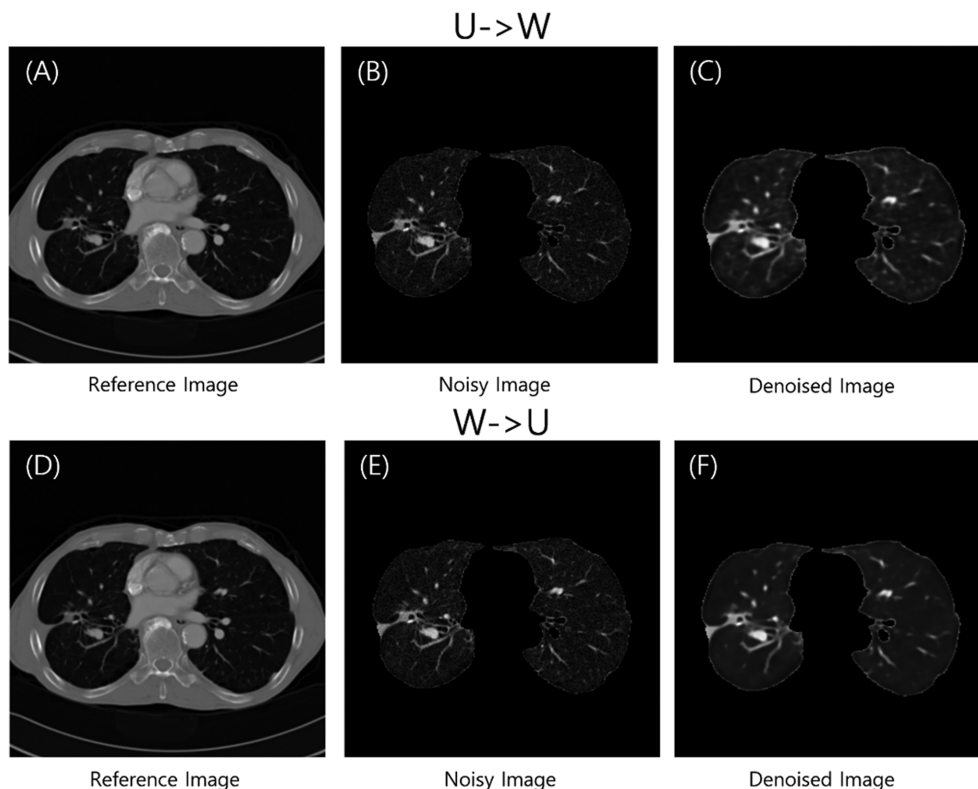 U->W
(A)
(B)
(C)
Reference Image
Noisy Image
Denoised Image
W->U
(D)
(E)
(F)
Reference Image
Noisy Image
Denoised Image